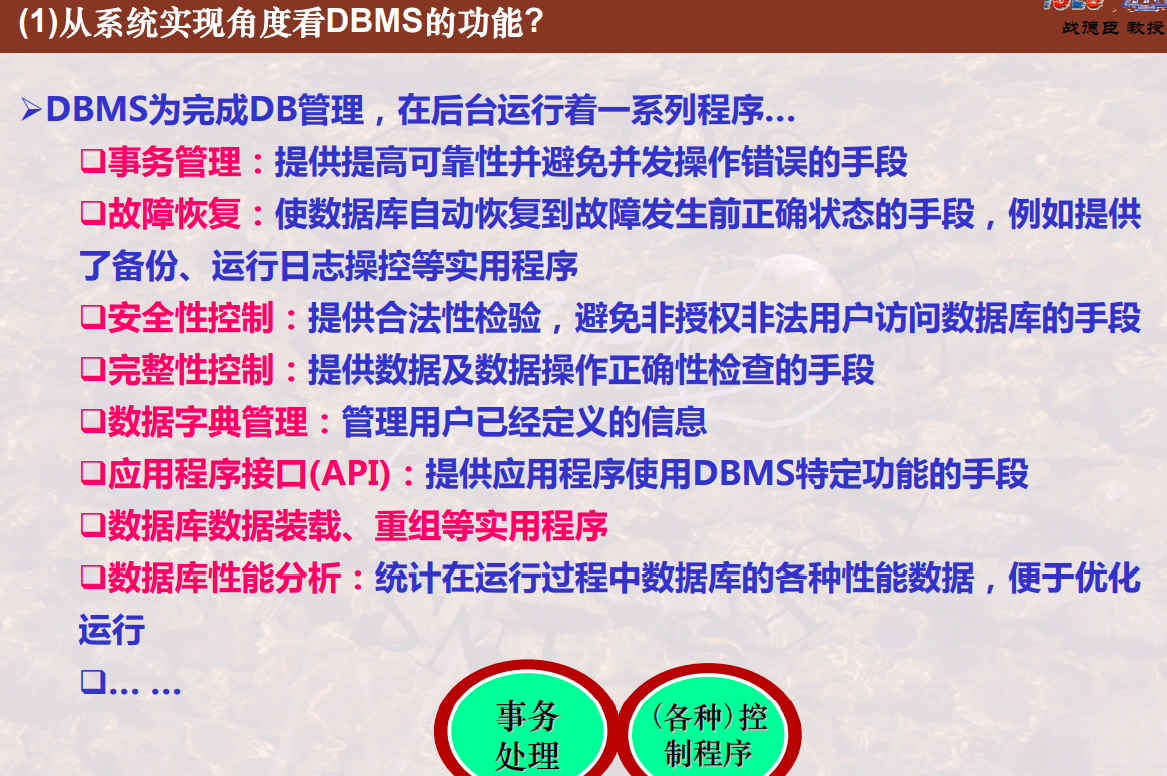 (1)从系统实现角度看DBMS的功能?
战德臣 教授
➢DBMS为完成DB管理，在后台运行着一系列程序…
❑事务管理：提供提高可靠性并避免并发操作错误的手段
❑故障恢复：使数据库自动恢复到故障发生前正确状态的手段，例如提供
了备份、运行日志操控等实用程序
❑安全性控制：提供合法性检验，避免非授权非法用户访问数据库的手段
❑完整性控制：提供数据及数据操作正确性检查的手段
❑数据字典管理：管理用户已经定义的信息
❑应用程序接口(API)：提供应用程序使用DBMS特定功能的手段
❑数据库数据装载、重组等实用程序
❑数据库性能分析：统计在运行过程中数据库的各种性能数据，便于优化
运行
❑… …
事务
处理
(各种)控
制程序